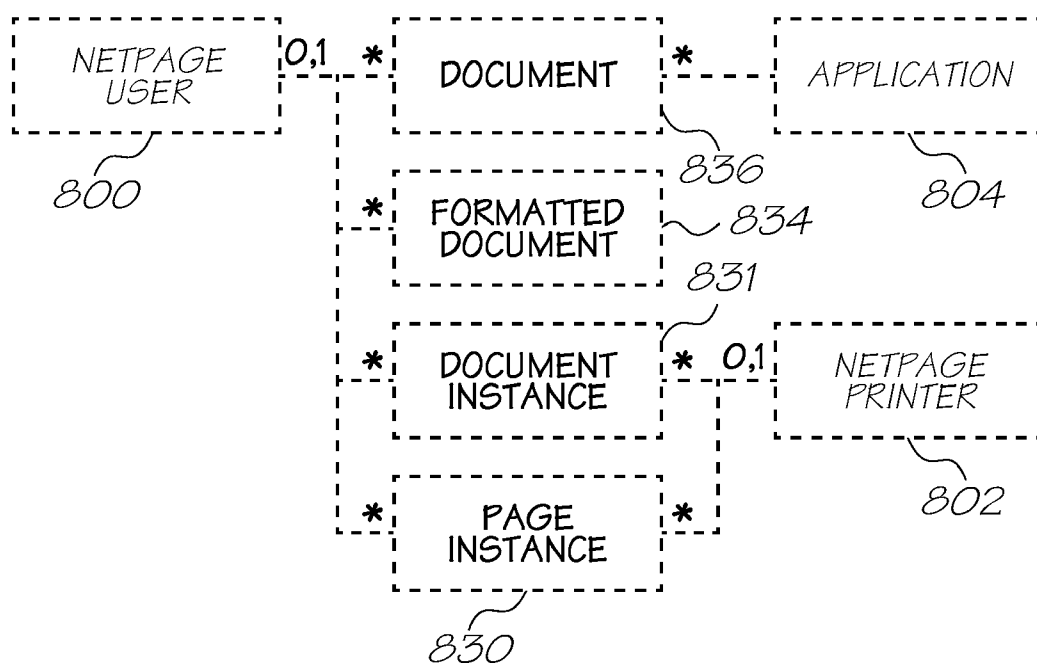 NETPAGE
USER
0,1
*
DOCUMENT
*
APPLICATION
800
836
804
*
FORMATTED
DOCUMENT
834
831
*
DOCUMENT
INSTANCE
*
0,1
NETPAGE
PRINTER
802
*
PAGE
INSTANCE
*
830